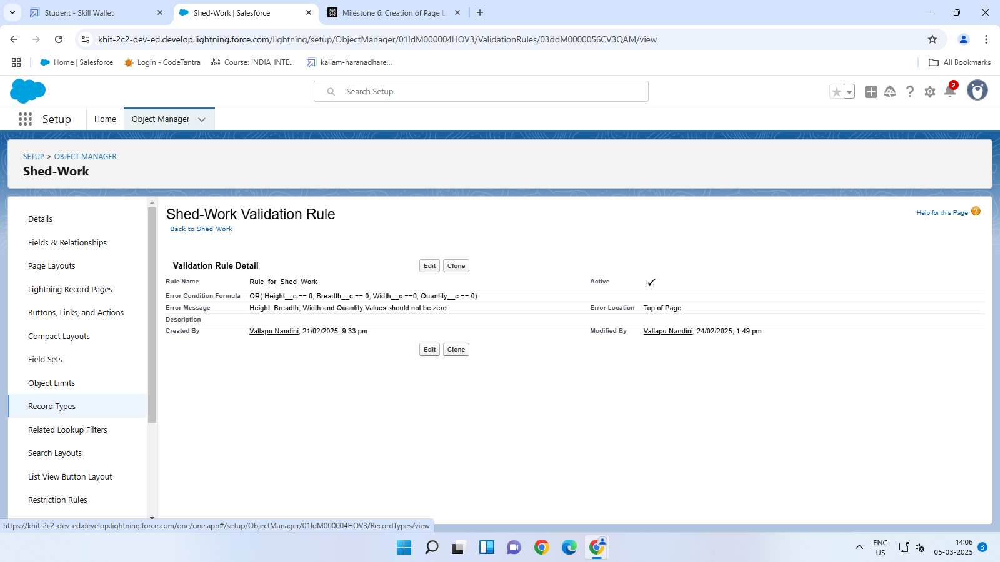 Student - Skill Wallet
Shed-Work | Salesforce
Milestone 6: Creation of Page L
khit-2c2-dev-ed.develop.lightning.force.com/lightning/setup/ObjectManager/01IdM000004HOV3/ValidationRules/03ddM0000056CV3QAM/view
Home | Salesforce
Login - CodeTantra
Course: INDIA_INTE...
kallam-haranadhare...
All Bookmarks
Search Setup
2
Setup
Home
Object Manager
SETUP > OBJECT MANAGER
Shed-Work
Details
Fields & Relationships
Page Layouts
Lightning Record Pages
Buttons, Links, and Actions
Compact Layouts
Field Sets
Object Limits
Record Types
Related Lookup Filters
Search Layouts
List View Button Layout
Restriction Rules
Shed-Work Validation Rule
Back to Shed-Work
Help for this Page
Validation Rule Detail
Edit
Clone
Rule Name
Rule_for_Shed_Work
Active
Error Condition Formula
OR( Height__c == 0, Breadth__c == 0, Width__c ==0, Quantity__c == 0)
Error Message
Height, Breadth, Width and Quantity Values should not be zero
Error Location
Top of Page
Description
Created By
Vallapu Nandini, 21/02/2025, 9:33 pm
Modified By
Vallapu Nandini, 24/02/2025, 1:49 pm
Edit
Clone
https://khit-2c2-dev-ed.develop.lightning.force.com/one/one.app#/setup/ObjectManager/01IdM000004HOV3/RecordTypes/view
ENG
US
14:06
05-03-2025
3